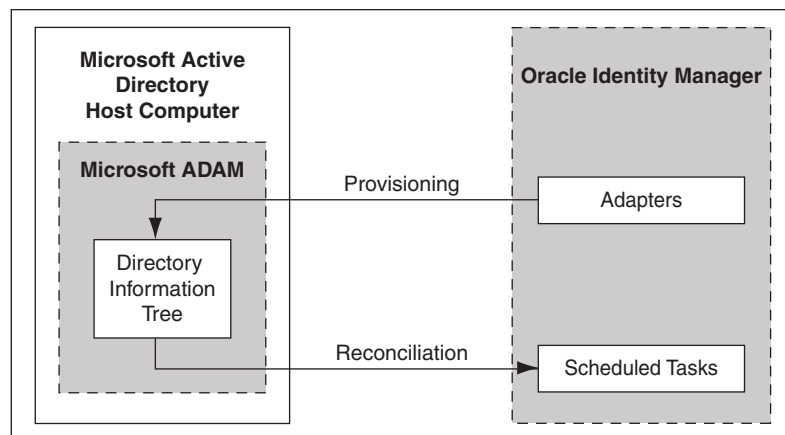 Microsoft Active
Directory
Host Computer
Oracle Identity Manager
Microsoft ADAM
Provisioning
Adapters
Directory
Information
Tree
Reconciliation
Scheduled Tasks